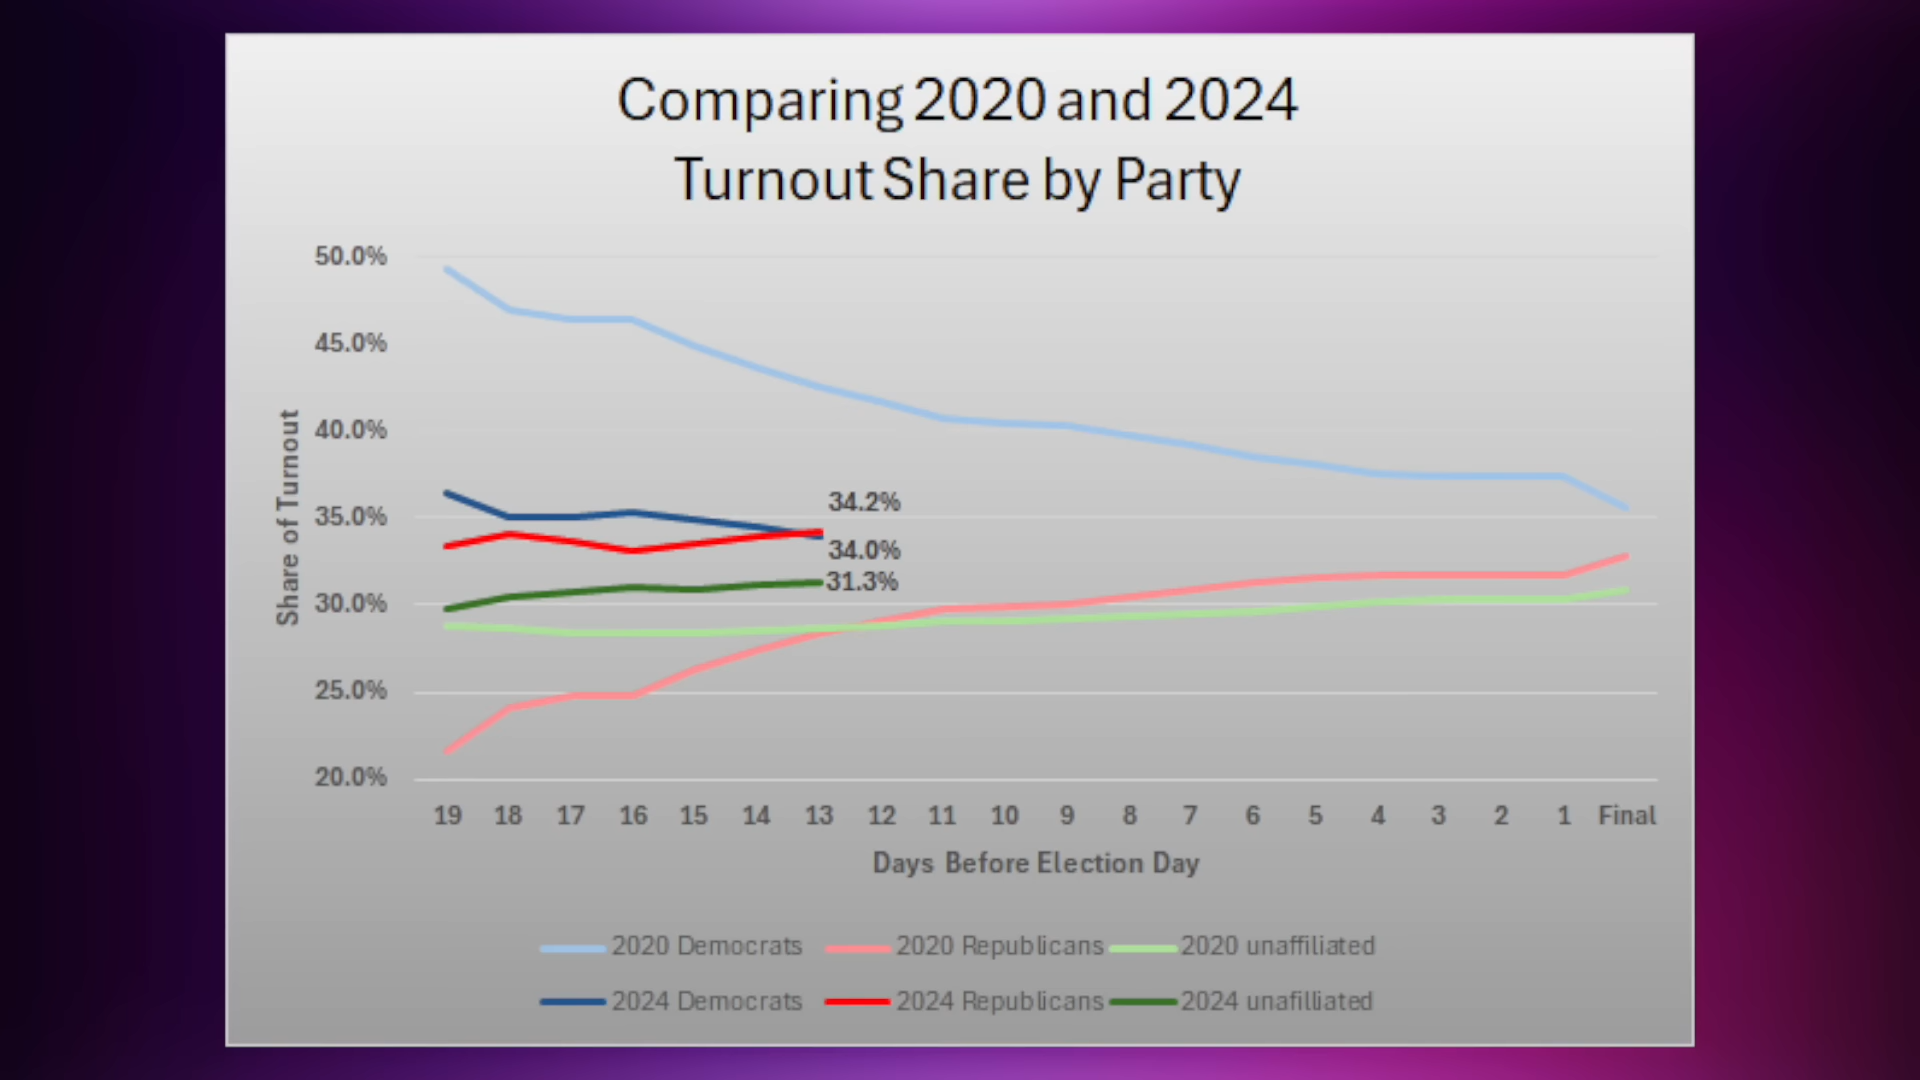 Comparing 2020 and 2024
Turnout Share by Party
50.0%
45.0%
40.0%
35.0%
30.0%
25.0%
20.0%
Share of Turnout
34.2%
34.0%
31.3%
19 18 17 16 15 14 13 12 11 10 9 8 7 6 5 4 3 2 1 Final
Days Before Election Day
2020 Democrats 2020 Republicans 2020 unaffiliated
2024 Democrats 2024 Republicans 2024 unafilliated